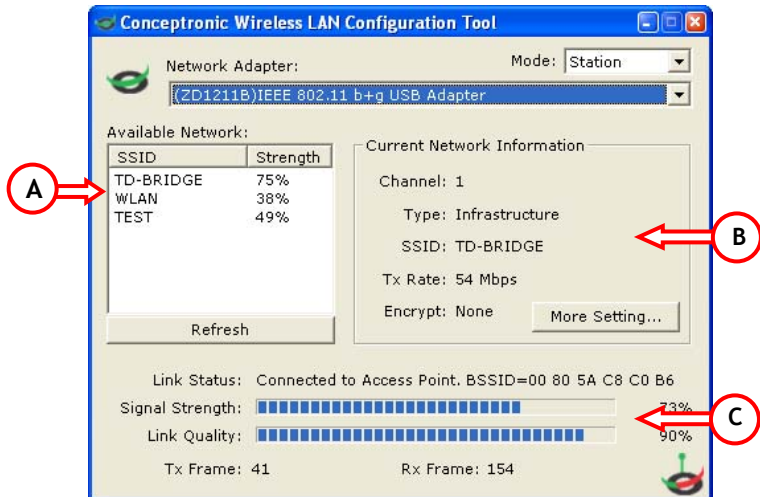 Conceptronic Wireless LAN Configuration Tool
Network Adapter:
Mode: Station
(ZD1211B)IEEE 802.11 b+g USB Adapter
Available Network:
SSID Strength
TD-BRIDGE 75%
WLAN 38%
TEST 49%
Refresh
A
Current Network Information
Channel: 1
Type: Infrastructure
SSID: TD-BRIDGE
Tx Rate: 54 Mbps
Encrypt: None
More Setting...
B
Link Status: Connected to Access Point. BSSID=00 80 5A C8 C0 B6
Signal Strength: 73%
Link Quality: 90%
C
Tx Frame: 41 Rx Frame: 154